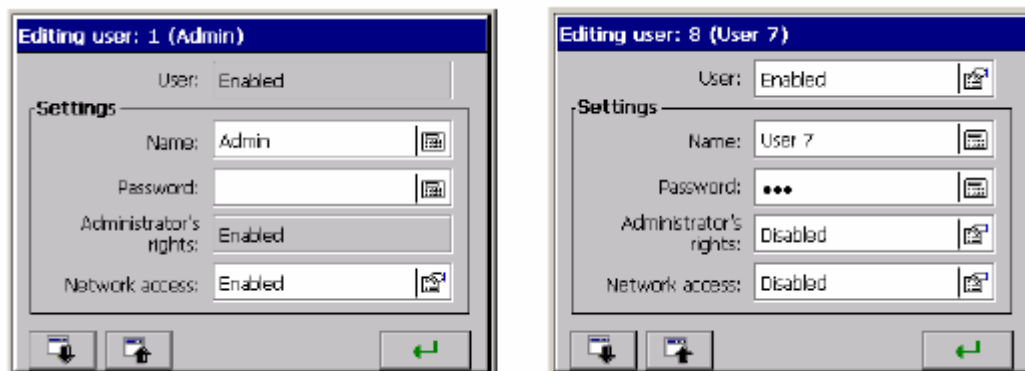 Editing user: 1 (Admin)
User: Enabled
Settings
Name: Admin
Password:
Administrator's
rights: Enabled
Network access: Enabled
Editing user: 8 (User 7)
User: Enabled
Settings
Name: User 7
Password: •••
Administrator's
rights: Disabled
Network access: Disabled